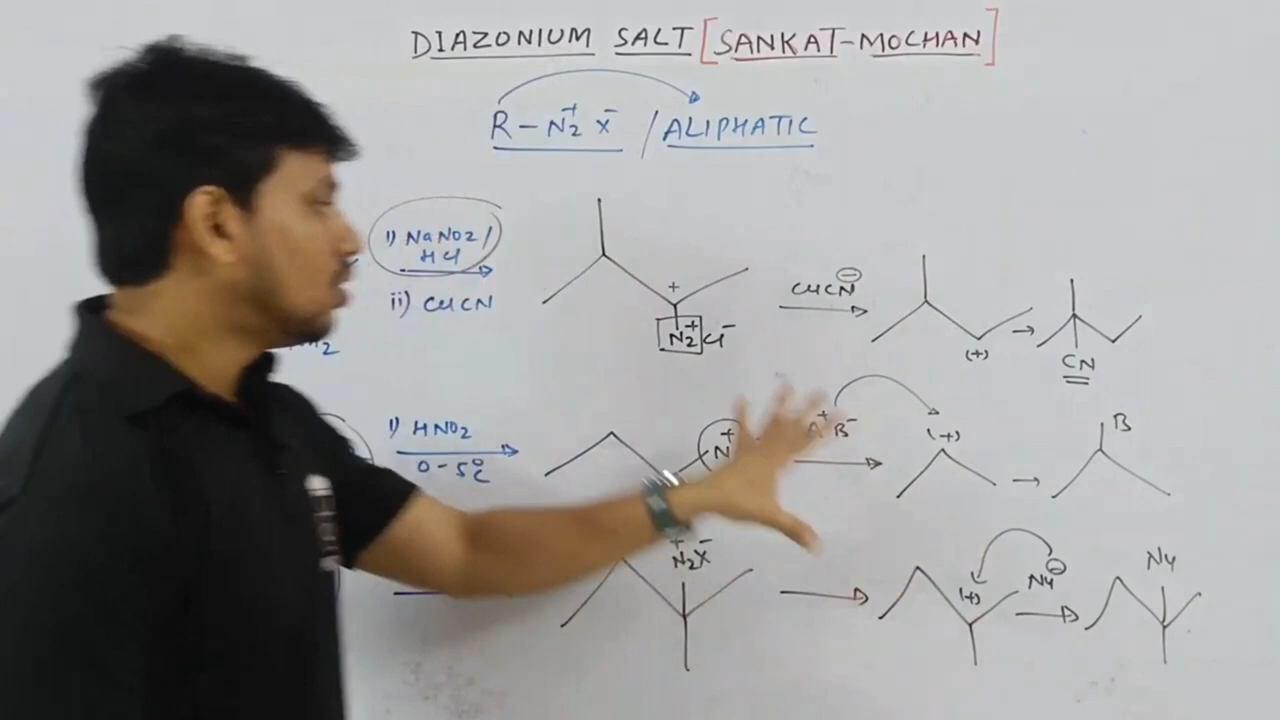 DIAZONIUM SALT [SANKAT-MOCHAN]
R-N2⁺ X⁻ / ALIPHATIC
i) NaNO2/
HCl
ii) CuCN
+
N2⁺ Cl⁻
CuCN⊖
(+)
CN
i) HNO2
0-5°C
N⁺
A⁺B⁻
(+)
B
N2⁺X⁻
(+)
Nu⊖
Nu